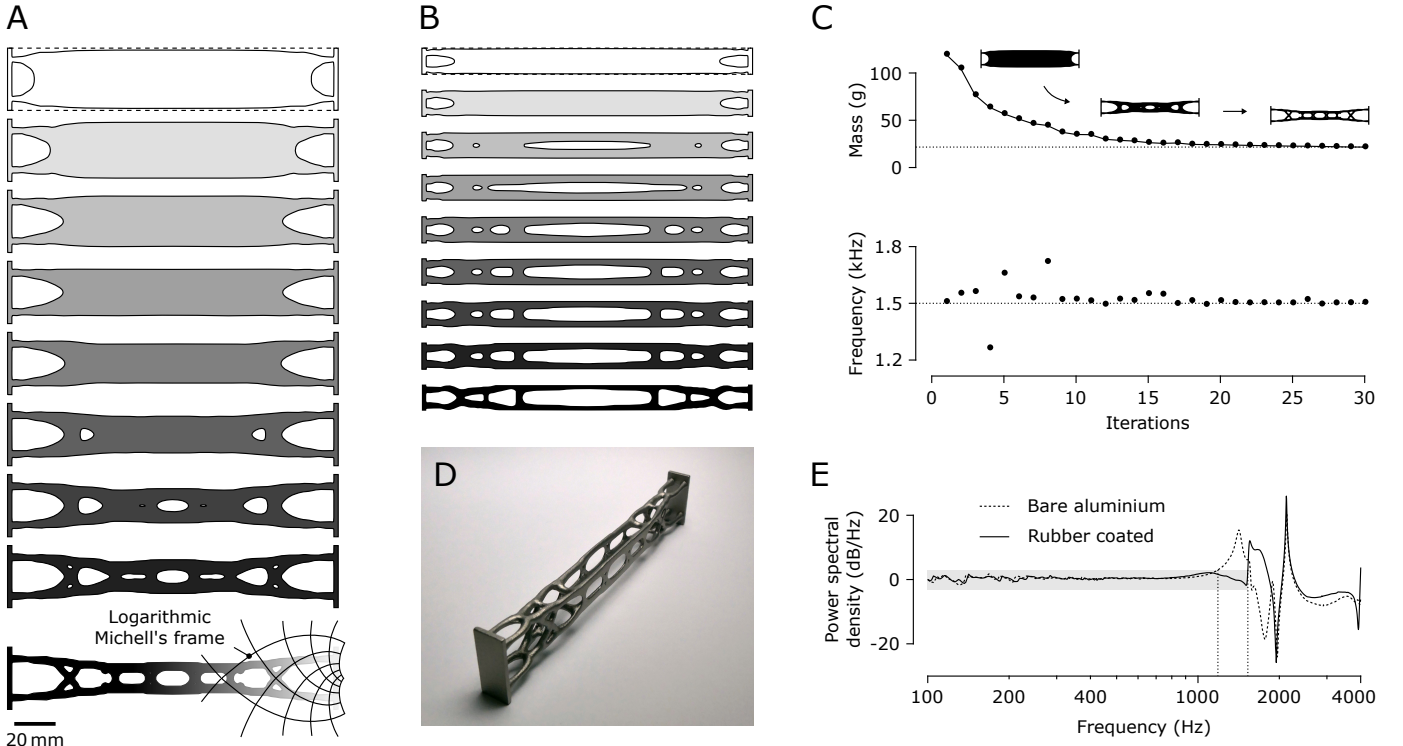 A
Logarithmic
Michell's frame
20 mm
B
D
C
Mass (g)
100
50
0
Frequency (kHz)
1.8
1.5
1.2
0 5 10 15 20 25 30
Iterations
E
Bare aluminium
Rubber coated
Power spectral
density (dB/Hz)
20
0
-20
100 200 400 1000 2000 4000
Frequency (Hz)